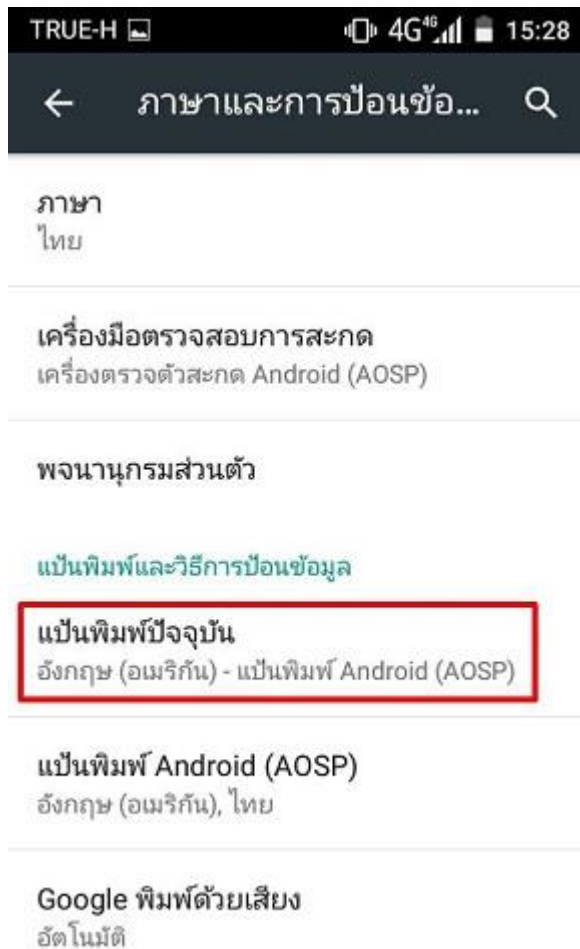 TRUE-H 4G 4G 15:28
ภาษาและการป้อนข้อ...
ภาษา
ไทย
เครื่องมือตรวจสอบการสะกด
เครื่องตรวจตัวสะกด Android (AOSP)
พจนานุกรมส่วนตัว
แป้นพิมพ์และวิธีการป้อนข้อมูล
แป้นพิมพ์ปัจจุบัน
อังกฤษ (อเมริกัน) - แป้นพิมพ์ Android (AOSP)
แป้นพิมพ์ Android (AOSP)
อังกฤษ (อเมริกัน), ไทย
Google พิมพ์ด้วยเสียง
อัตโนมัติ